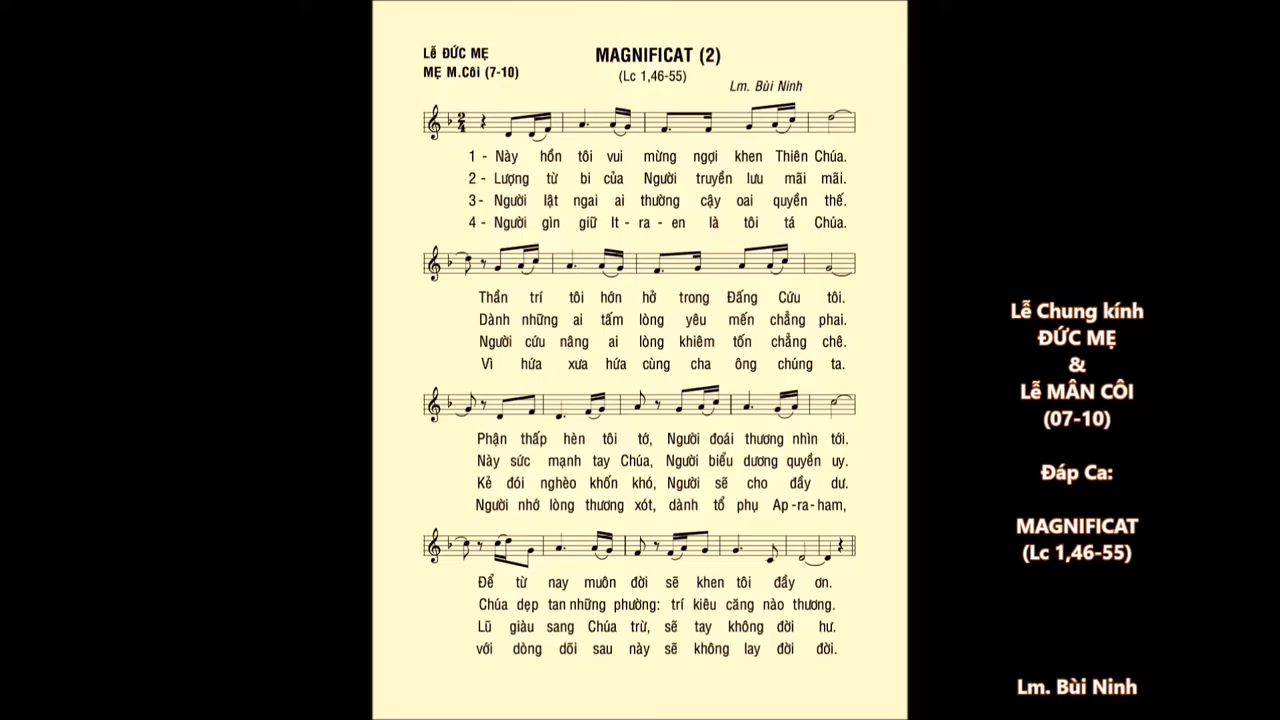 Lễ ĐỨC MẸ
MẸ M.Côi (7-10)
MAGNIFICAT (2)
(Lc 1,46-55)
Lm. Bùi Ninh
2
4
1 - Này hồn tôi vui mừng ngợi khen Thiên Chúa.
2 - Lượng từ bi của Người truyền lưu mãi mãi.
3 - Người lật ngai ai thường cậy oai quyền thế.
4 - Người gìn giữ It - ra - en là tôi tá Chúa.
Thần trí tôi hớn hở trong Đấng Cứu tôi.
Dành những ai tấm lòng yêu mến chẳng phai.
Người cứu nâng ai lòng khiêm tốn chẳng chê.
Vì hứa xưa hứa cùng cha ông chúng ta.
Phận thấp hèn tôi tớ, Người đoái thương nhìn tới.
Này sức mạnh tay Chúa, Người biểu dương quyền uy.
Kẻ đói nghèo khốn khó, Người sẽ cho đầy dư.
Người nhớ lòng thương xót, dành tổ phụ Ap - ra - ham,
Để từ nay muôn đời sẽ khen tôi đầy ơn.
Chúa dẹp tan những phường: trí kiêu căng nào thương.
Lũ giàu sang Chúa trừ, sẽ tay không đời hư.
với dòng dõi sau này sẽ không lay đời đời.
Lễ Chung kính
ĐỨC MẸ
&
Lễ MÂN CÔI
(07-10)
Đáp Ca:
MAGNIFICAT
(Lc 1,46-55)
Lm. Bùi Ninh